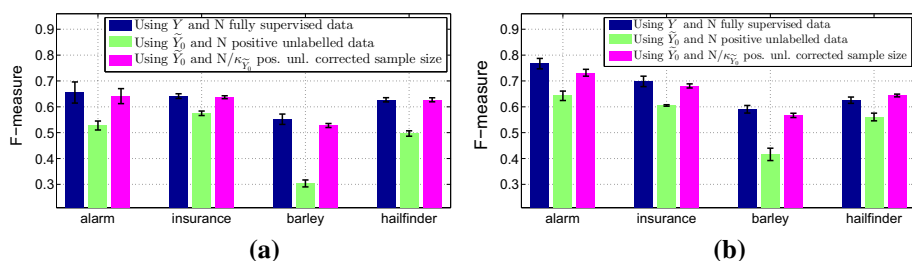 Using Y and N fully supervised data
Using Ỹ₀ and N positive unlabelled data
Using Ỹ₀ and N/κ_Ỹ₀ pos. unl. corrected sample size
F-measure
0.9
0.8
0.7
0.6
0.5
0.4
0.3
alarm insurance barley hailfinder
(a)
Using Y and N fully supervised data
Using Ỹ₀ and N positive unlabelled data
Using Ỹ₀ and N/κ_Ỹ₀ pos. unl. corrected sample size
F-measure
0.9
0.8
0.7
0.6
0.5
0.4
0.3
alarm insurance barley hailfinder
(b)